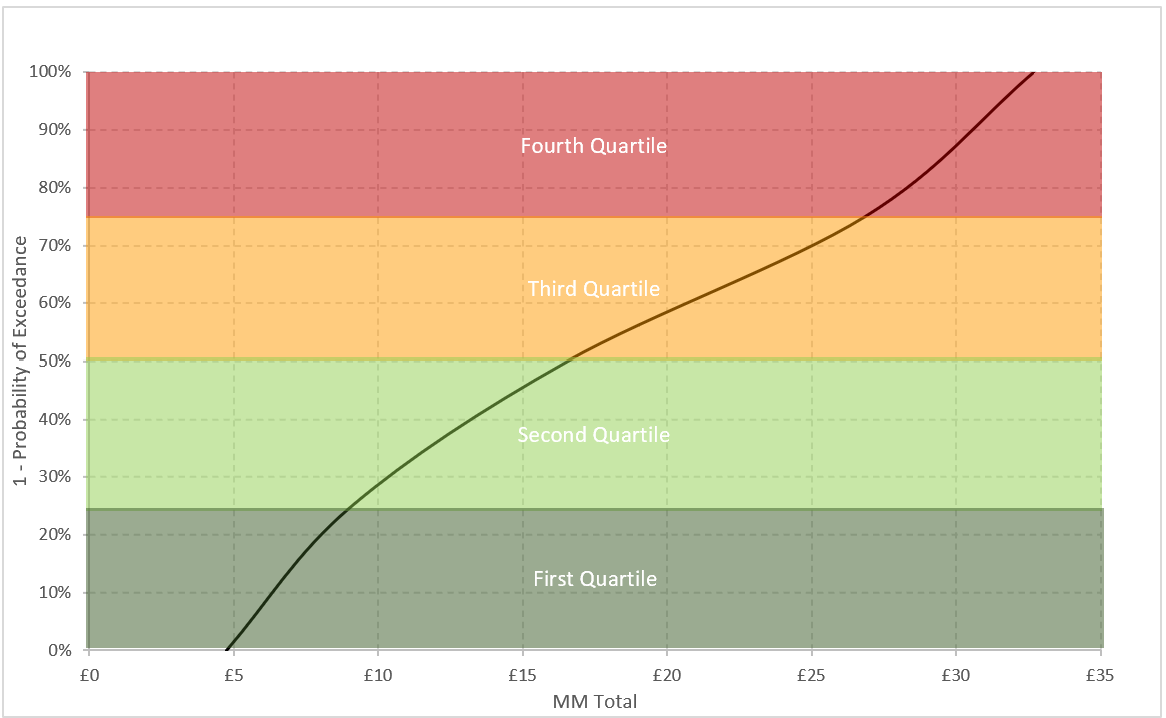 100%
90%
Fourth Quartile
80%
70%
Third Quartile
60%
50%
40%
Second Quartile
30%
20%
First Quartile
10%
0%
1 - Probability of Exceedance
£0 £5 £10 £15 £20 £25 £30 £35
MM Total